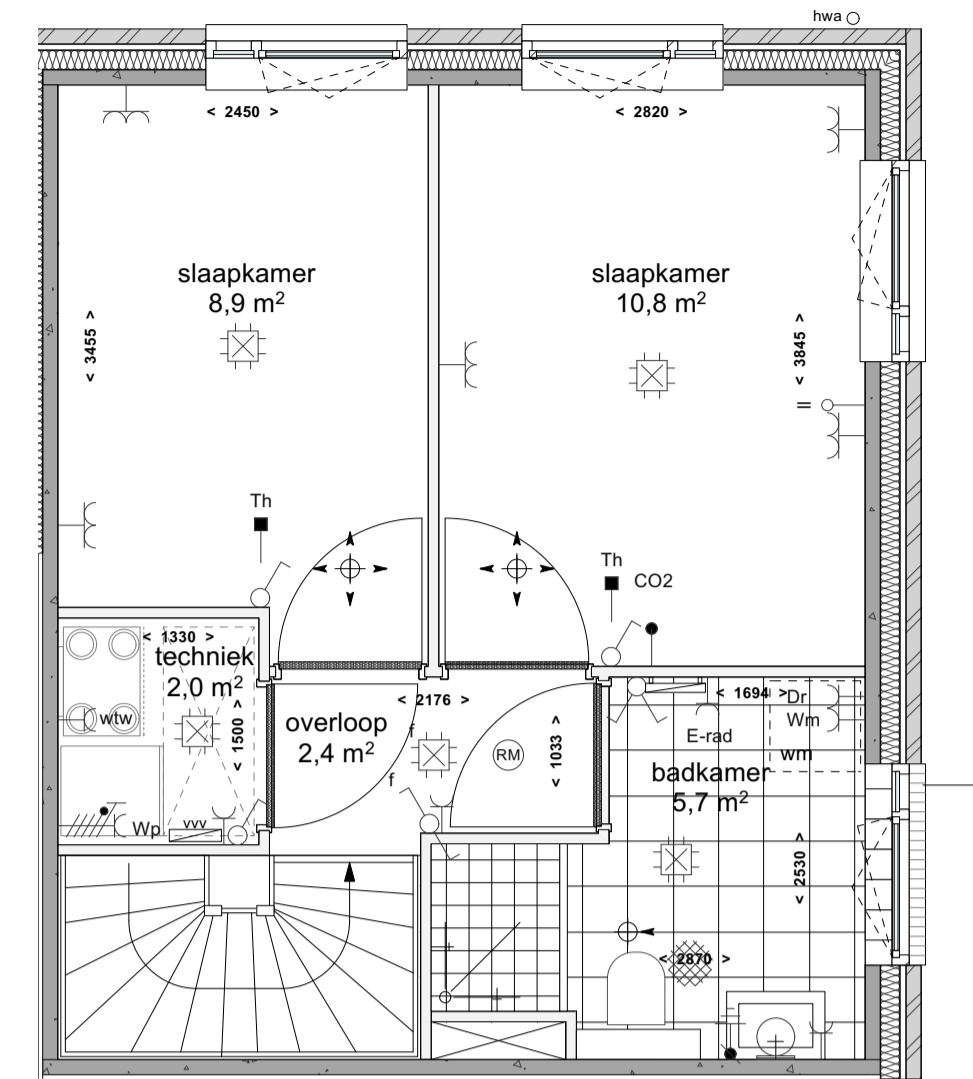 hwa
< 2450 >
< 2820 >
slaapkamer
8,9 m²
slaapkamer
10,8 m²
< 3455 >
< 3845 >
Th
Th
CO2
< 1330 >
techniek
2,0 m²
wtw
< 1500 >
Wp
vvv
overloop
2,4 m²
f
f
< 2176 >
RM
< 1033 >
< 1694 >
Dr
Wm
wm
E-rad
badkamer
5,7 m²
< 2530 >
< 2870 >